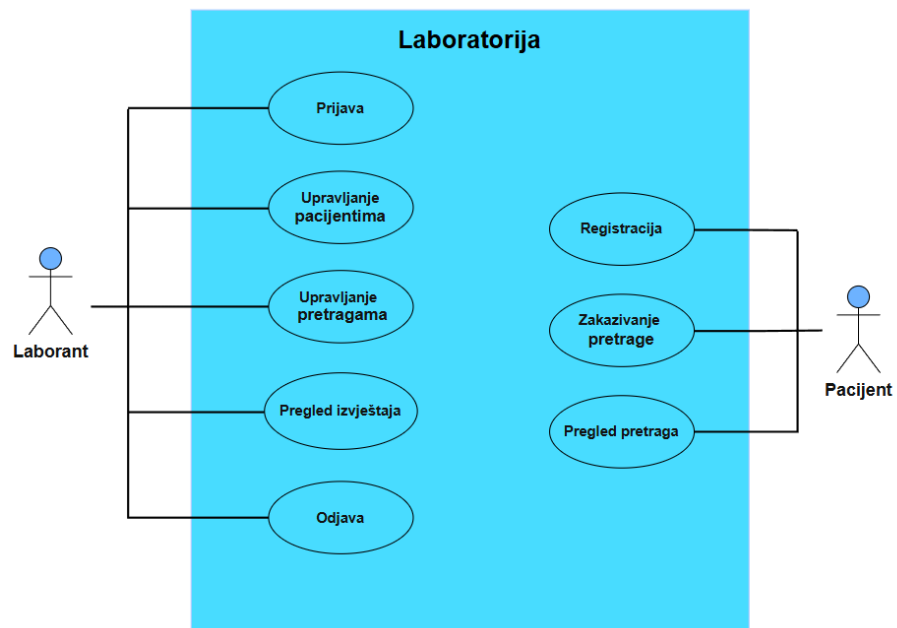 Laboratorija
Prijava
Upravljanje
pacijentima
Upravljanje
pretragama
Pregled izvještaja
Odjava
Registracija
Zakazivanje
pretrage
Pregled pretraga
Laborant
Pacijent